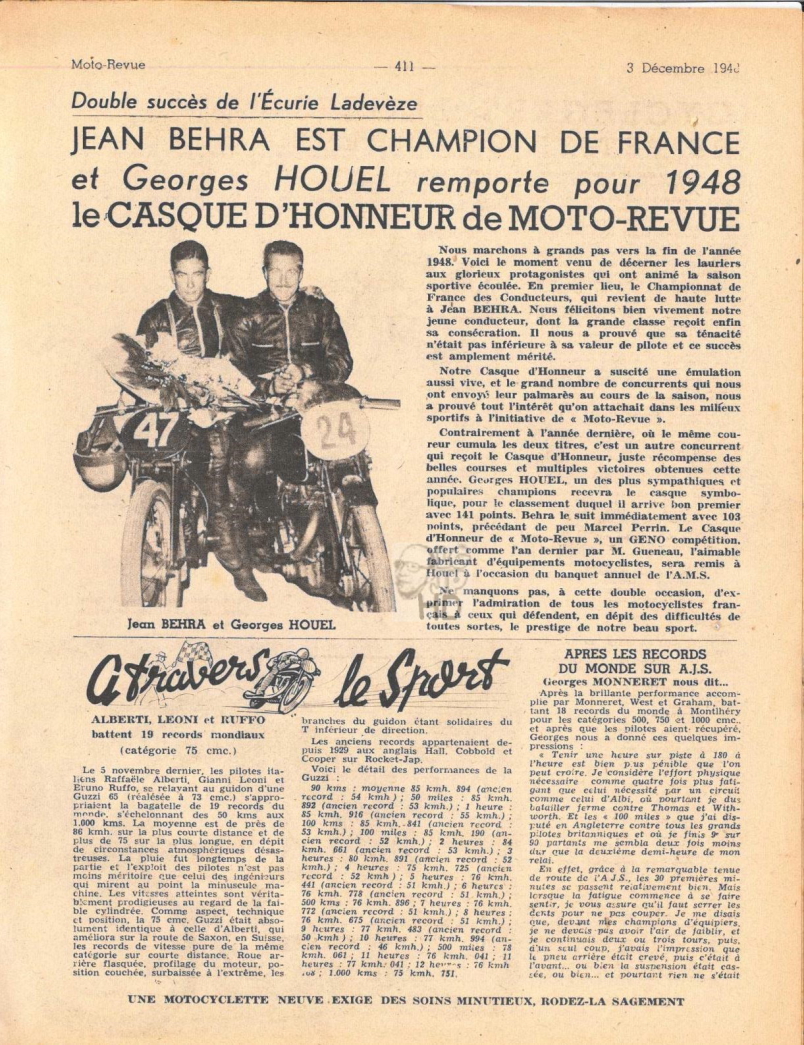 Moto-Revue
— 411 —
3 Décembre 194
Double succès de l'Écurie Ladevèze
JEAN BEHRA EST CHAMPION DE FRANCE
et Georges HOUEL remporte pour 1948
le CASQUE D'HONNEUR de MOTO-REVUE
47
24
Jean BEHRA et Georges HOUEL
Nous marchons à grands pas vers la fin de l'année
1948. Voici le moment venu de décerner les lauriers
aux glorieux protagonistes qui ont animé la saison
sportive écoulée. En premier lieu, le Championnat de
France des Conducteurs, qui revient de haute lutte
à Jean BEHRA. Nous félicitons bien vivement notre
jeune conducteur, dont la grande classe reçoit enfin
sa consécration. Il nous a prouvé que sa ténacité
n'était pas inférieure à sa valeur de pilote et ce succès
est amplement mérité.
Notre Casque d'Honneur a suscité une émulation
aussi vive, et le grand nombre de concurrents qui nous
ont envoyé leur palmarès au cours de la saison, nous
a prouvé tout l'intérêt qu'on attachait dans les milieux
sportifs à l'initiative de « Moto-Revue ».
Contrairement à l'année dernière, où le même cou-
reur cumula les deux titres, c'est un autre concurrent
qui reçoit le Casque d'Honneur, juste récompense des
belles courses et multiples victoires obtenues cette
année. Georges HOUEL, un des plus sympathiques et
populaires champions recevra le casque symbo-
lique, pour le classement duquel il arrive bon premier
avec 141 points. Behra le suit immédiatement avec 103
points, précédant de peu Marcel Perrin. Le Casque
d'Honneur de « Moto-Revue », un GENO compétition,
offert comme l'an dernier par M. Gueneau, l'aimable
fabricant d'équipements motocyclistes, sera remis à
Houel à l'occasion du banquet annuel de l'A.M.S.
Ne manquons pas, à cette double occasion, d'ex-
primer l'admiration de tous les motocyclistes fran-
çais à ceux qui défendent, en dépit des difficultés de
toutes sortes, le prestige de notre beau sport.
A travers le Sport
ALBERTI, LEONI et RUFFO
battent 19 records mondiaux
(catégorie 75 cmc.)
Le 5 novembre dernier, les pilotes ita-
liens Raffaële Alberti, Gianni Leoni et
Bruno Ruffo, se relayant au guidon d'une
Guzzi 65 (réalésée à 73 cmc.) s'appro-
priaient la bagatelle de 19 records du
monde, s'échelonnant des 50 kms aux
1.000 kms. La moyenne est de près de
86 kmh. sur la plus courte distance et de
plus de 75 sur la plus longue, en dépit
de circonstances atmosphériques désas-
treuses. La pluie fut longtemps de la
partie et l'exploit des pilotes n'est pas
moins méritoire que celui des ingénieurs
qui mirent au point la minuscule ma-
chine. Les vitesses atteintes sont vérita-
blement prodigieuses au regard de la fai-
ble cylindrée. Comme aspect, technique
et position, la 75 cmc. Guzzi était abso-
lument identique à celle d'Alberti, qui
améliora sur la route de Saxon, en Suisse,
les records de vitesse pure de la même
catégorie sur courte distance. Roue ar-
rière flasquée, profilage du moteur, po-
sition couchée, surbaissée à l'extrême, les
branches du guidon étant solidaires du
T inférieur de direction.
Les anciens records appartenaient de-
puis 1929 aux anglais Hall, Cobbold et
Cooper sur Rocket-Jap.
Voici le détail des performances de la
Guzzi :
90 kms : moyenne 85 kmh. 894 (ancien
record : 54 kmh.) ; 50 miles : 85 kmh.
892 (ancien record : 53 kmh.) ; 1 heure :
85 kmh. 916 (ancien record : 55 kmh.) ;
100 kms : 85 kmh. 841 (ancien record :
53 kmh.) ; 100 miles : 85 kmh. 190 (an-
cien record : 52 kmh.) ; 2 heures : 84
kmh. 661 (ancien record : 53 kmh.) ; 3
heures : 80 kmh. 891 (ancien record : 52
kmh.) ; 4 heures : 75 kmh. 725 (ancien
record : 52 kmh.) ; 5 heures : 76 kmh.
441 (ancien record : 51 kmh.) ; 6 heures :
76 kmh. 778 (ancien record : 51 kmh.) ;
500 kms : 76 kmh. 896 ; 7 heures : 76 kmh.
772 (ancien record : 51 kmh.) ; 8 heures :
76 kmh. 675 (ancien record : 51 kmh.) ;
9 heures : 77 kmh. 483 (ancien record :
50 kmh.) ; 10 heures : 77 kmh. 994 (an-
cien record : 46 kmh.) ; 500 miles : 78
kmh. 061 ; 11 heures : 76 kmh. 041 ; 11
heures : 77 kmh. 041 ; 12 heures : 76 kmh
; 1.000 kms : 75 kmh. 751.
APRES LES RECORDS
DU MONDE SUR A.J.S.
Georges MONNERET nous dit...
Après la brillante performance accom-
plie par Monneret, West et Graham, bat-
tant 18 records du monde à Montlhéry
pour les catégories 500, 750 et 1000 cmc.,
et après que les pilotes aient récupéré,
Georges nous a donné ces quelques im-
pressions :
« Tenir une heure sur piste à 180 à
l'heure est bien plus pénible que l'on
peut croire. Je considère l'effort physique
nécessaire comme quatre fois plus fati-
gant que celui nécessité par un circuit
comme celui d'Albi, où pourtant je dus
batailler ferme contre Thomas et Whit-
worth. Et les « 100 miles » que j'ai dis-
puté en Angleterre contre tous les grands
pilotes britanniques et où je finis 9e sur
90 partants me sembla deux fois moins
dur que la deuxième demi-heure de mon
relai.
En effet, grâce à la remarquable tenue
de route de l'A.J.S., les 30 premières mi-
nutes se passent relativement bien. Mais
lorsque la fatigue commence à se faire
sentir, je vous assure qu'il faut serrer les
dents pour ne pas couper. Je me disais
que, devant mes champions d'équipiers,
je ne devais pas avoir l'air de faiblir, et
je continuais deux ou trois tours, puis,
d'un seul coup, j'avais l'impression que
le pneu arrière était crevé, puis c'était à
l'avant... ou bien la suspension était cas-
sée, ou bien... et pourtant rien ne s'était
UNE MOTOCYCLETTE NEUVE EXIGE DES SOINS MINUTIEUX, RODEZ-LA SAGEMENT